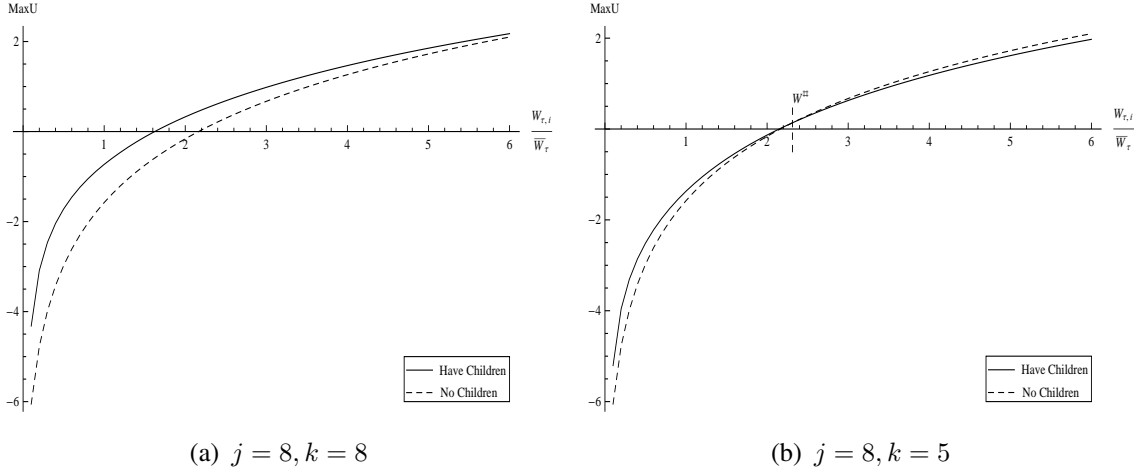 MaxU
2
1
2
3
4
5
6
W_{τ,i}
\overline{W}_τ
−2
−4
−6
Have Children
No Children
(a) j = 8, k = 8
MaxU
2
W^{♯♯}
1
2
3
4
5
6
W_{τ,i}
\overline{W}_τ
−2
−4
−6
Have Children
No Children
(b) j = 8, k = 5